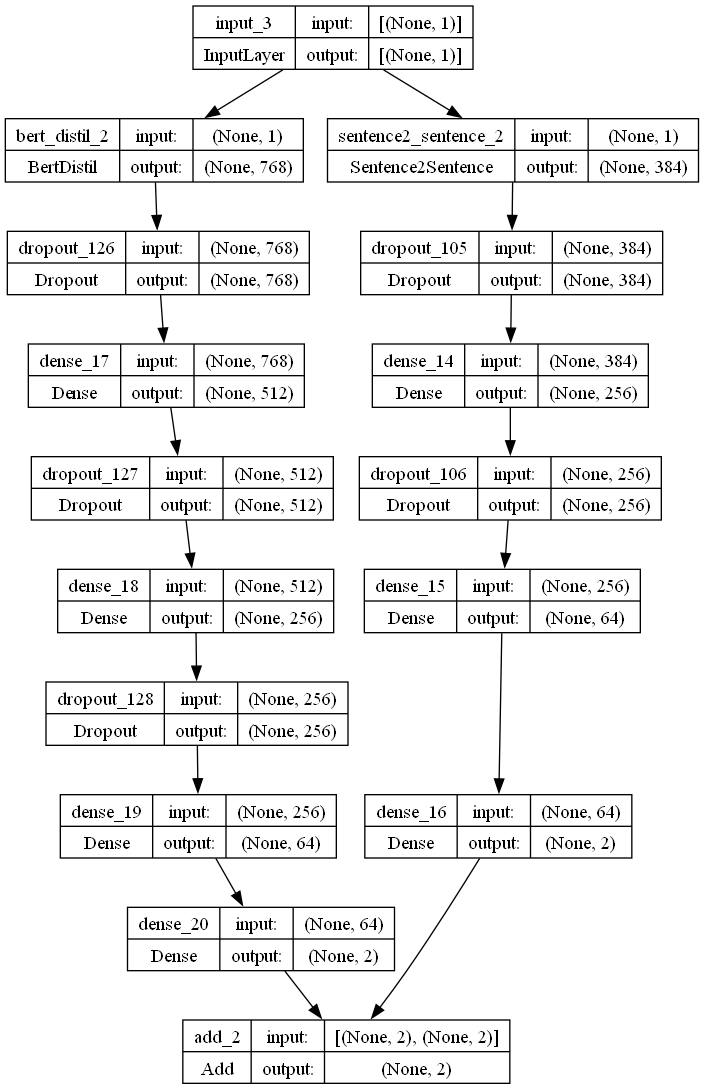 input_3 input: [(None, 1)]
InputLayer output: [(None, 1)]
bert_distil_2 input: (None, 1)
BertDistil output: (None, 768)
sentence2_sentence_2 input: (None, 1)
Sentence2Sentence output: (None, 384)
dropout_126 input: (None, 768)
Dropout output: (None, 768)
dropout_105 input: (None, 384)
Dropout output: (None, 384)
dense_17 input: (None, 768)
Dense output: (None, 512)
dense_14 input: (None, 384)
Dense output: (None, 256)
dropout_127 input: (None, 512)
Dropout output: (None, 512)
dropout_106 input: (None, 256)
Dropout output: (None, 256)
dense_18 input: (None, 512)
Dense output: (None, 256)
dense_15 input: (None, 256)
Dense output: (None, 64)
dropout_128 input: (None, 256)
Dropout output: (None, 256)
dense_19 input: (None, 256)
Dense output: (None, 64)
dense_16 input: (None, 64)
Dense output: (None, 2)
dense_20 input: (None, 64)
Dense output: (None, 2)
add_2 input: [(None, 2), (None, 2)]
Add output: (None, 2)